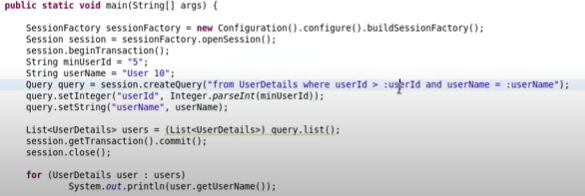 public static void main(String[] args) {
SessionFactory sessionFactory = new Configuration().configure().buildSessionFactory();
Session session = sessionFactory.openSession();
session.beginTransaction();
String minUserId = "5";
String userName = "User 10";
Query query = session.createQuery("from UserDetails where userId > :userId and userName = :userName");
query.setInteger("userId", Integer.parseInt(minUserId));
query.setString("userName", userName);
List<UserDetails> users = (List<UserDetails>) query.list();
session.getTransaction().commit();
session.close();
for (UserDetails user : users)
System.out.println(user.getUserName());